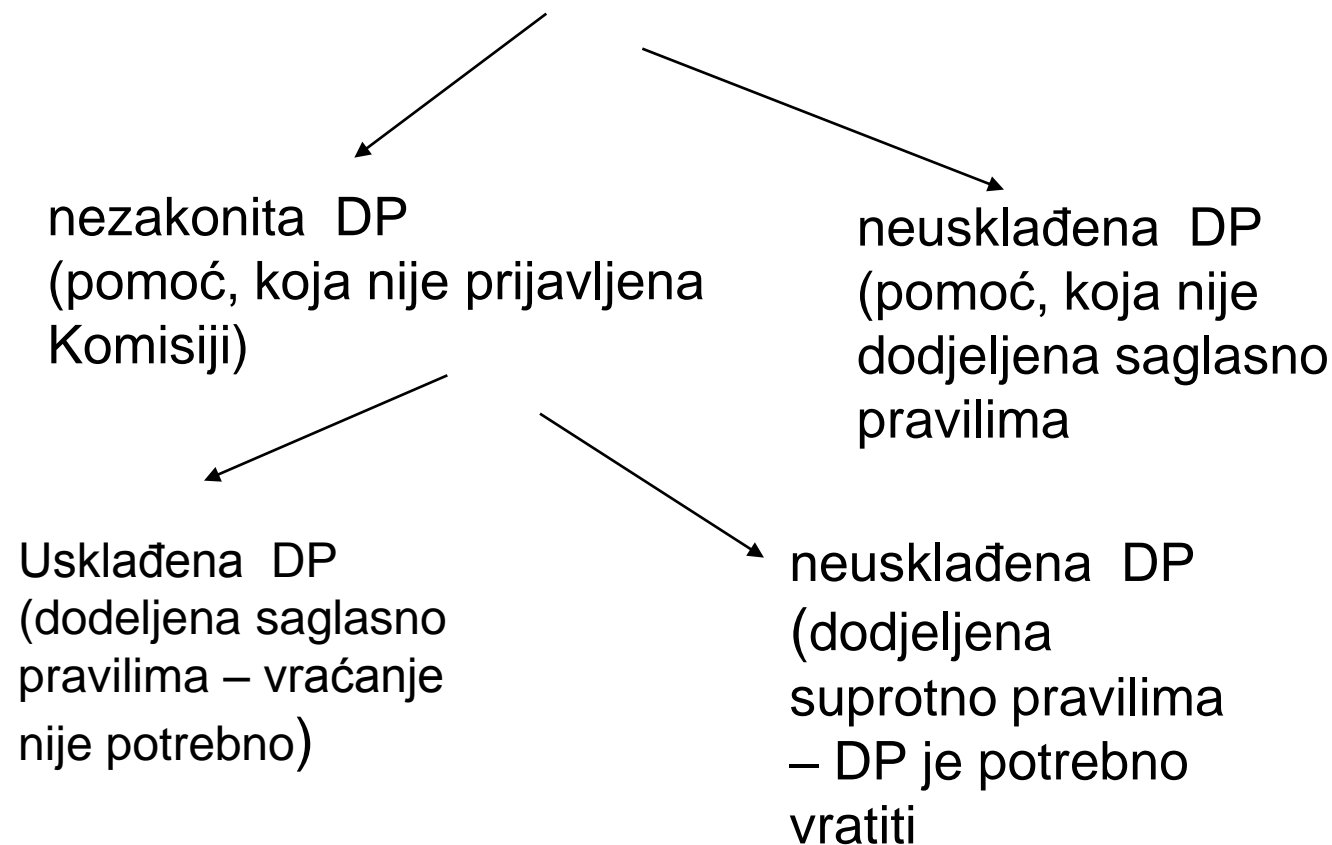 nezakonita DP
(pomoć, koja nije prijavljena
Komisiji)
neusklađena DP
(pomoć, koja nije
dodjeljena saglasno
pravilima
Usklađena DP
(dodeljena saglasno
pravilima – vraćanje
nije potrebno)
neusklađena DP
(dodjeljena
suprotno pravilima
– DP je potrebno
vratiti